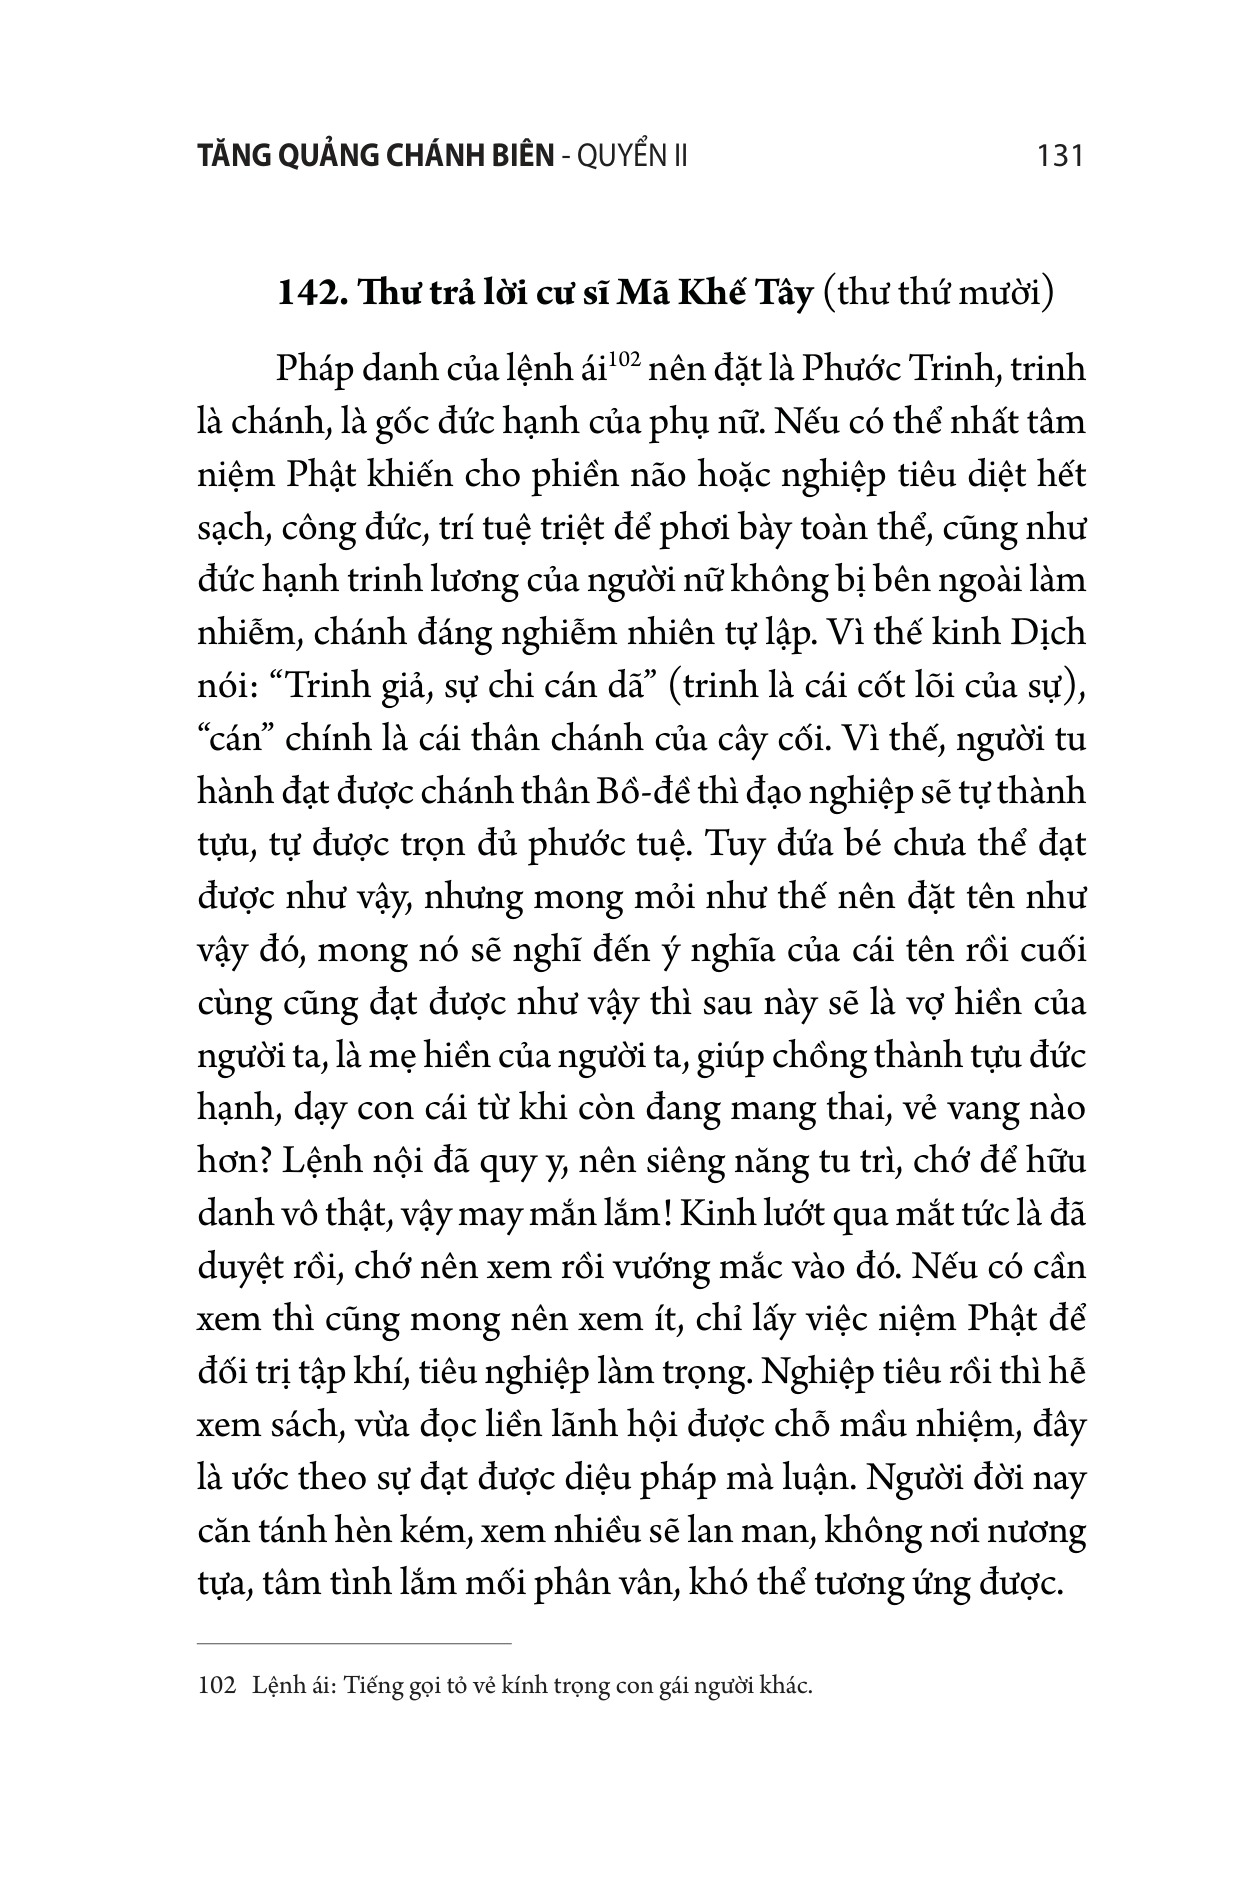 TĂNG QUẢNG CHÁNH BIÊN - QUYỂN II 131
142. Thư trả lời cư sĩ Mã Khế Tây (thư thứ mười)
Pháp danh của lệnh ái102 nên đặt là Phước Trinh, trinh
là chánh, là gốc đức hạnh của phụ nữ. Nếu có thể nhất tâm
niệm Phật khiến cho phiền não hoặc nghiệp tiêu diệt hết
sạch, công đức, trí tuệ triệt để phơi bày toàn thể, cũng như
đức hạnh trinh lương của người nữ không bị bên ngoài làm
nhiễm, chánh đáng nghiễm nhiên tự lập. Vì thế kinh Dịch
nói: “Trinh giả, sự chi cán dã” (trinh là cái cốt lõi của sự),
“cán” chính là cái thân chánh của cây cối. Vì thế, người tu
hành đạt được chánh thân Bồ-đề thì đạo nghiệp sẽ tự thành
tựu, tự được trọn đủ phước tuệ. Tuy đứa bé chưa thể đạt
được như vậy, nhưng mong mỏi như thế nên đặt tên như
vậy đó, mong nó sẽ nghĩ đến ý nghĩa của cái tên rồi cuối
cùng cũng đạt được như vậy thì sau này sẽ là vợ hiền của
người ta, là mẹ hiền của người ta, giúp chồng thành tựu đức
hạnh, dạy con cái từ khi còn đang mang thai, vẻ vang nào
hơn? Lệnh nội đã quy y, nên siêng năng tu trì, chớ để hữu
danh vô thật, vậy may mắn lắm! Kinh lướt qua mắt tức là đã
duyệt rồi, chớ nên xem rồi vướng mắc vào đó. Nếu có cần
xem thì cũng mong nên xem ít, chỉ lấy việc niệm Phật để
đối trị tập khí, tiêu nghiệp làm trọng. Nghiệp tiêu rồi thì hễ
xem sách, vừa đọc liền lãnh hội được chỗ mầu nhiệm, đây
là ước theo sự đạt được diệu pháp mà luận. Người đời nay
căn tánh hèn kém, xem nhiều sẽ lan man, không nơi nương
tựa, tâm tình lắm mối phân vân, khó thể tương ứng được.
102 Lệnh ái: Tiếng gọi tỏ vẻ kính trọng con gái người khác.